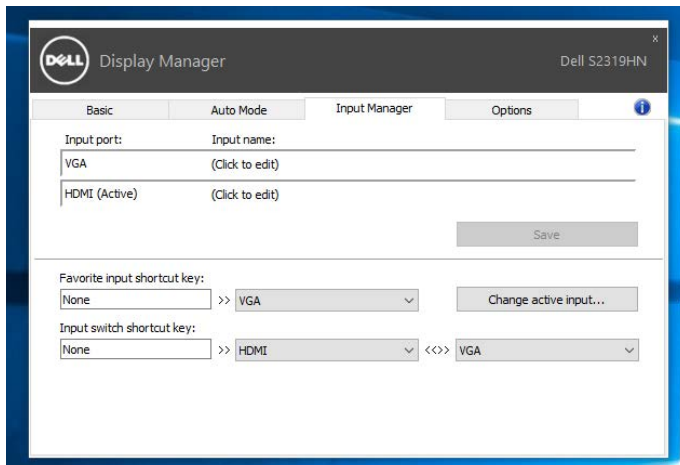 DELL Display Manager Dell S2319HN x
Basic Auto Mode Input Manager Options i
Input port: Input name:
VGA (Click to edit)
HDMI (Active) (Click to edit)
Save
Favorite input shortcut key:
None >> VGA Change active input...
Input switch shortcut key:
None >> HDMI <<>> VGA